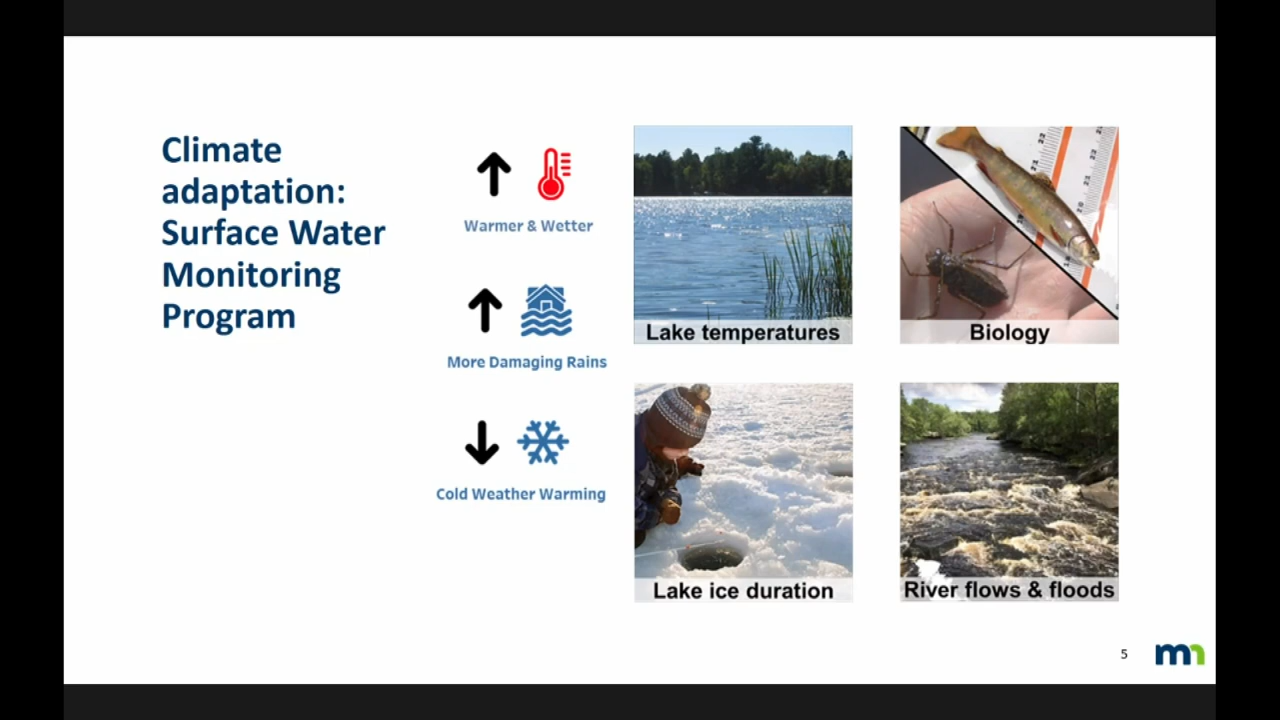 Climate
adaptation:
Surface Water
Monitoring
Program
Warmer & Wetter
More Damaging Rains
Cold Weather Warming
Lake temperatures
Biology
Lake ice duration
River flows & floods
5
mn